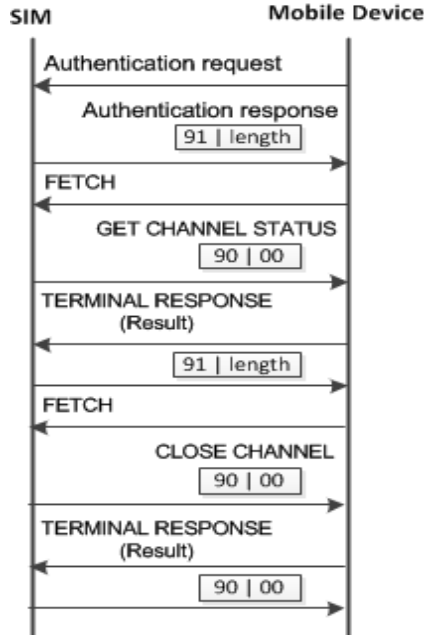 SIM Mobile Device
Authentication request
Authentication response
91 | length
FETCH
GET CHANNEL STATUS
90 | 00
TERMINAL RESPONSE
(Result)
91 | length
FETCH
CLOSE CHANNEL
90 | 00
TERMINAL RESPONSE
(Result)
90 | 00